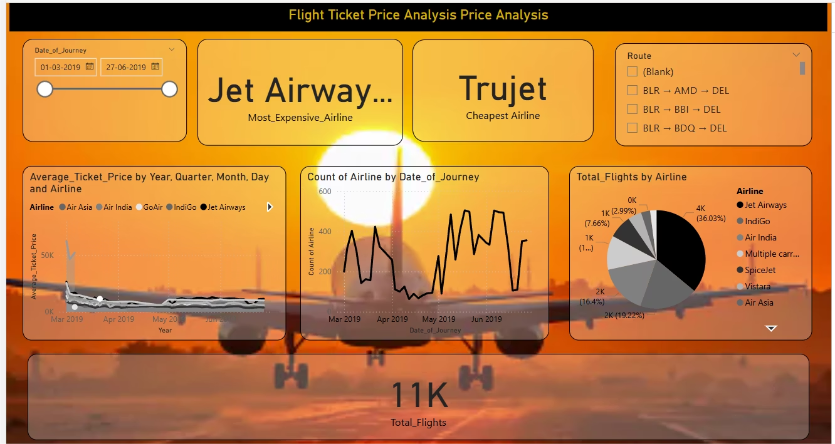 Flight Ticket Price Analysis Price Analysis
Date_of_Journey
01-03-2019
27-06-2019
Jet Airway...
Most_Expensive_Airline
Trujet
Cheapest Airline
Route
(Blank)
BLR → AMD → DEL
BLR → BBI → DEL
BLR → BDQ → DEL
Average_Ticket_Price by Year, Quarter, Month, Day
and Airline
Airline Air Asia Air India GoAir IndiGo Jet Airways
Average_Ticket_Price
50K
0K
Mar 2019 Apr 2019 May 20
Year
Count of Airline by Date_of_Journey
Count of Airline
600
400
200
Mar 2019 Apr 2019 May 2019 Jun 2019
Date_of_Journey
Total_Flights by Airline
0K
(2.99%)
1K
(7.66%)
1K
(1...)
2K
(16.4%)
2K (19.22%)
4K
(36.03%)
Airline
Jet Airways
IndiGo
Air India
Multiple carr...
SpiceJet
Vistara
Air Asia
11K
Total_Flights